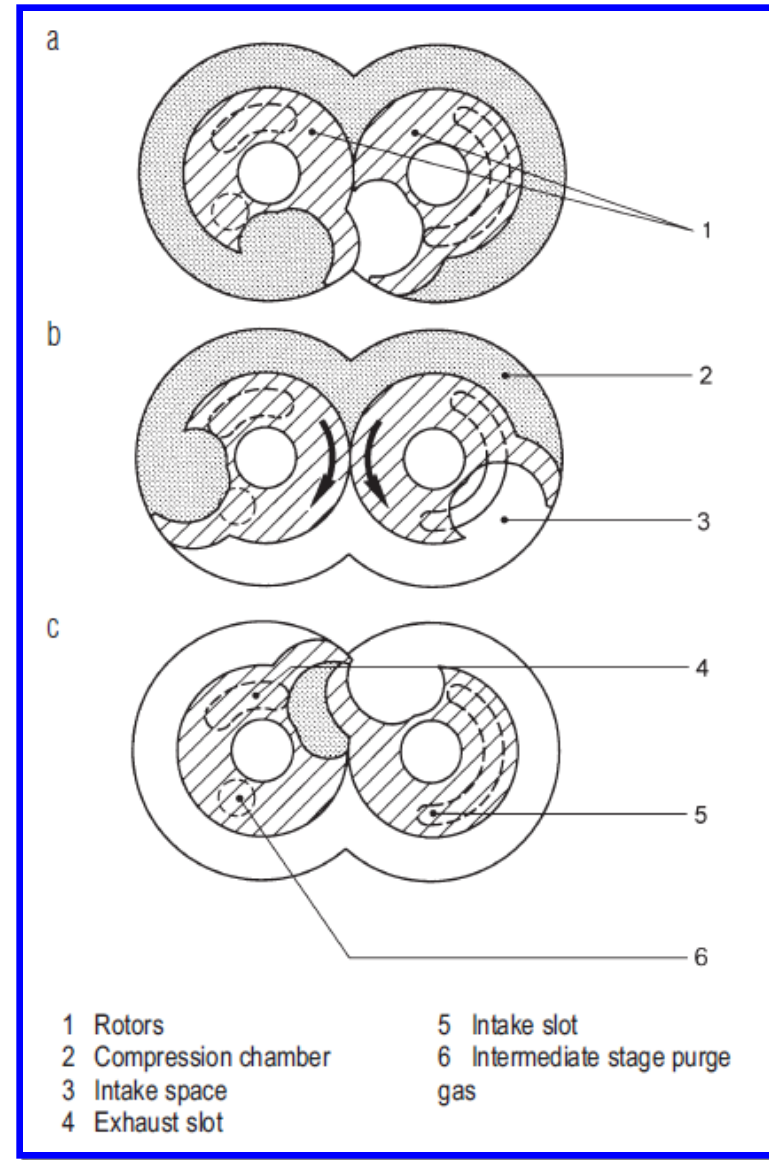 a
1
b
2
3
c
4
5
6
1 Rotors
2 Compression chamber
3 Intake space
4 Exhaust slot
5 Intake slot
6 Intermediate stage purge
gas